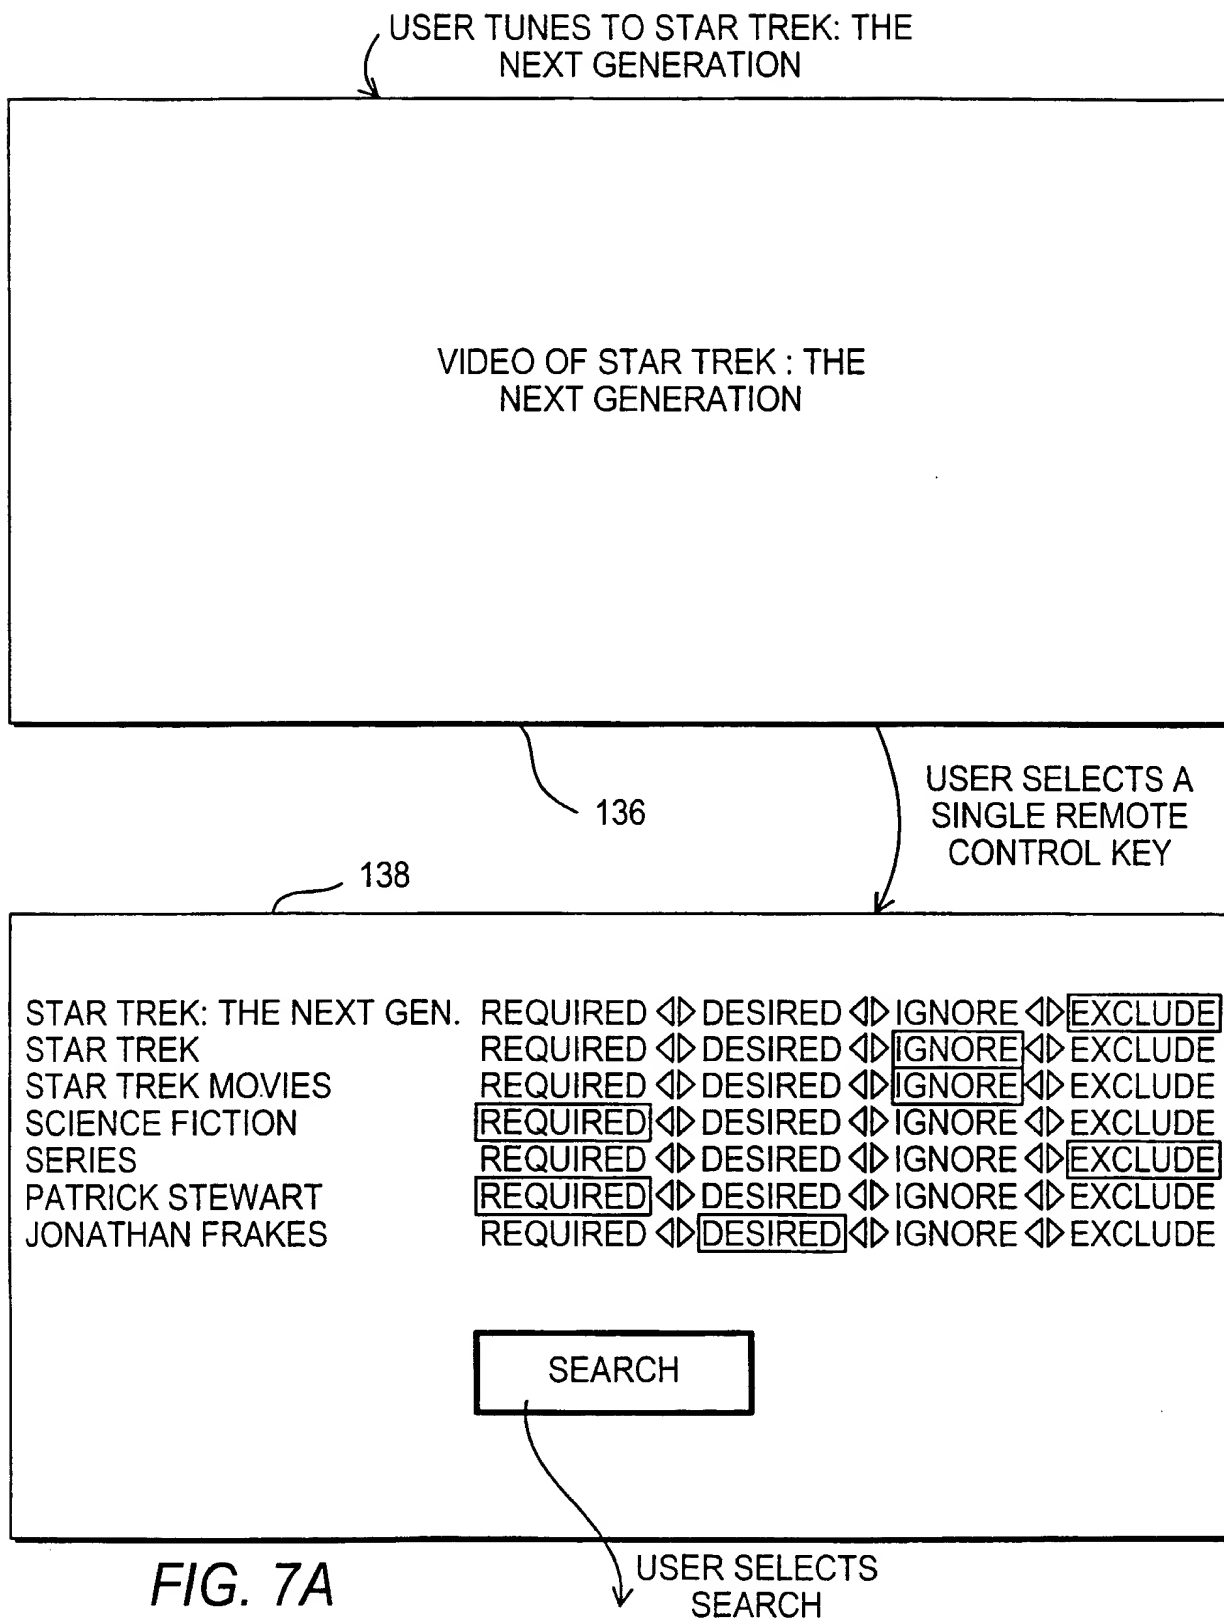 USER TUNES TO STAR TREK: THE
NEXT GENERATION
VIDEO OF STAR TREK : THE
NEXT GENERATION
136
USER SELECTS A
SINGLE REMOTE
CONTROL KEY
138
STAR TREK: THE NEXT GEN. REQUIRED ◁▷ DESIRED ◁▷ IGNORE ◁▷ EXCLUDE
STAR TREK REQUIRED ◁▷ DESIRED ◁▷ IGNORE ◁▷ EXCLUDE
STAR TREK MOVIES REQUIRED ◁▷ DESIRED ◁▷ IGNORE ◁▷ EXCLUDE
SCIENCE FICTION REQUIRED ◁▷ DESIRED ◁▷ IGNORE ◁▷ EXCLUDE
SERIES REQUIRED ◁▷ DESIRED ◁▷ IGNORE ◁▷ EXCLUDE
PATRICK STEWART REQUIRED ◁▷ DESIRED ◁▷ IGNORE ◁▷ EXCLUDE
JONATHAN FRAKES REQUIRED ◁▷ DESIRED ◁▷ IGNORE ◁▷ EXCLUDE
SEARCH
USER SELECTS
SEARCH
FIG. 7A